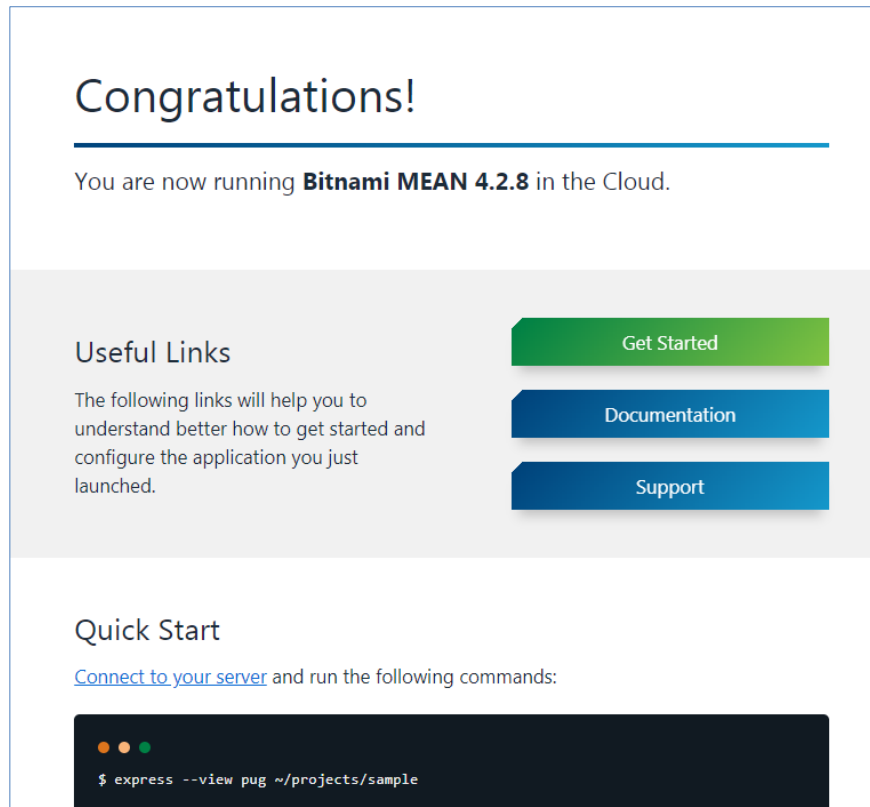 Congratulations!
You are now running Bitnami MEAN 4.2.8 in the Cloud.
Useful Links
The following links will help you to
understand better how to get started and
configure the application you just
launched.
Get Started
Documentation
Support
Quick Start
Connect to your server and run the following commands:
$ express --view pug ~/projects/sample